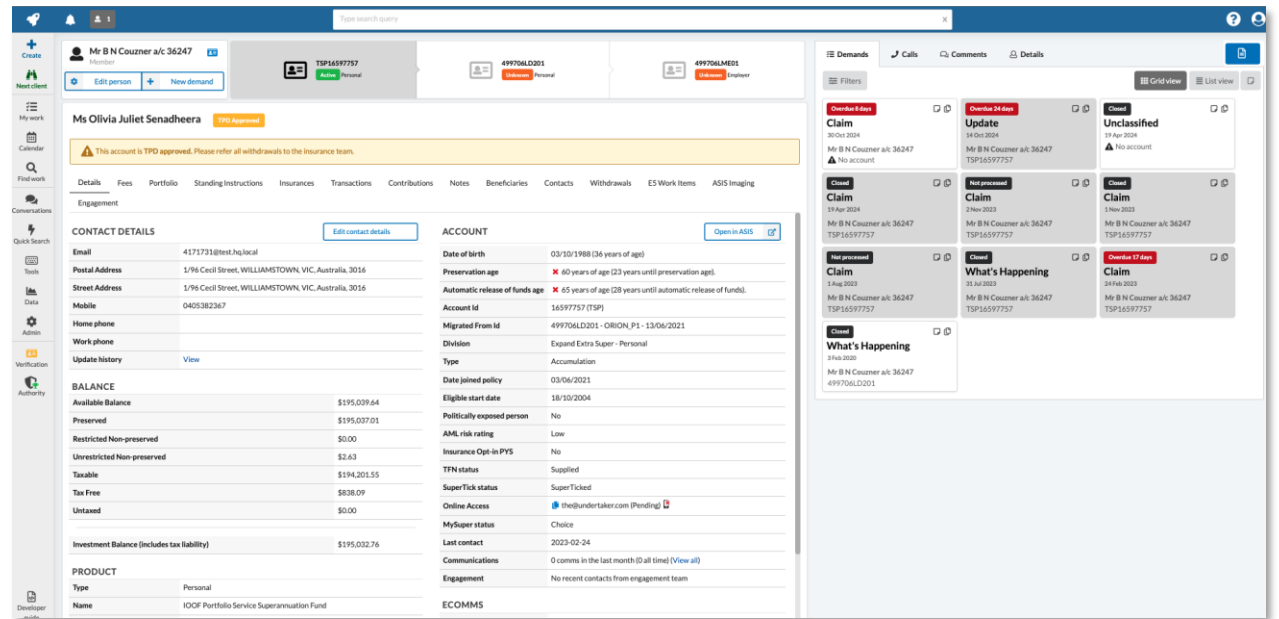 1
Type search query
×
?
Create
Next client
My work
Calendar
Find work
Conversations
Quick Search
Tools
Data
Admin
Verification
Authority
Developer guide
Mr B N Couzner a/c 36247
Member
Edit person
New demand
TSP16597757
Active Personal
499706LD201
Unknown Personal
499706LME01
Unknown Employer
Ms Olivia Juliet Senadheera TPD Approved
This account is TPD approved. Please refer all withdrawals to the insurance team.
Details Fees Portfolio Standing Instructions Insurances Transactions Contributions Notes Beneficiaries Contacts Withdrawals E5 Work Items ASIS Imaging
Engagement
CONTACT DETAILS Edit contact details
Email 4171731@test.hq.local
Postal Address 1/96 Cecil Street, WILLIAMSTOWN, VIC, Australia, 3016
Street Address 1/96 Cecil Street, WILLIAMSTOWN, VIC, Australia, 3016
Mobile 0405382367
Home phone
Work phone
Update history View
BALANCE
Available Balance $195,039.64
Preserved $195,037.01
Restricted Non-preserved $0.00
Unrestricted Non-preserved $2.63
Taxable $194,201.55
Tax Free $838.09
Untaxed $0.00
Investment Balance (includes tax liability) $195,032.76
PRODUCT
Type Personal
Name IOOF Portfolio Service Superannuation Fund
ACCOUNT Open in ASIS
Date of birth 03/10/1988 (36 years of age)
Preservation age 60 years of age (23 years until preservation age).
Automatic release of funds age 65 years of age (28 years until automatic release of funds).
Account Id 16597757 (TSP)
Migrated From Id 499706LD201 - ORION_P1 - 13/06/2021
Division Expand Extra Super - Personal
Type Accumulation
Date joined policy 03/06/2021
Eligible start date 18/10/2004
Politically exposed person No
AML risk rating Low
Insurance Opt-in PYS No
TFN status Supplied
SuperTick status SuperTicked
Online Access the@undertaker.com (Pending)
MySuper status Choice
Last contact 2023-02-24
Communications 0 comms in the last month (0 all time) (View all)
Engagement No recent contacts from engagement team
ECOMMS
Demands Calls Comments Details
Filters Grid view List view
Overdue 8 days
Claim
30 Oct 2024
Mr B N Couzner a/c 36247
No account
Overdue 24 days
Update
14 Oct 2024
Mr B N Couzner a/c 36247
TSP16597757
Closed
Unclassified
19 Apr 2024
No account
Closed
Claim
19 Apr 2024
Mr B N Couzner a/c 36247
TSP16597757
Not processed
Claim
2 Nov 2023
Mr B N Couzner a/c 36247
TSP16597757
Closed
Claim
1 Nov 2023
Mr B N Couzner a/c 36247
TSP16597757
Not processed
Claim
1 Aug 2023
Mr B N Couzner a/c 36247
TSP16597757
Closed
What's Happening
31 Jul 2023
Mr B N Couzner a/c 36247
TSP16597757
Overdue 17 days
Claim
24 Feb 2023
Mr B N Couzner a/c 36247
TSP16597757
Closed
What's Happening
3 Feb 2020
Mr B N Couzner a/c 36247
499706LD201